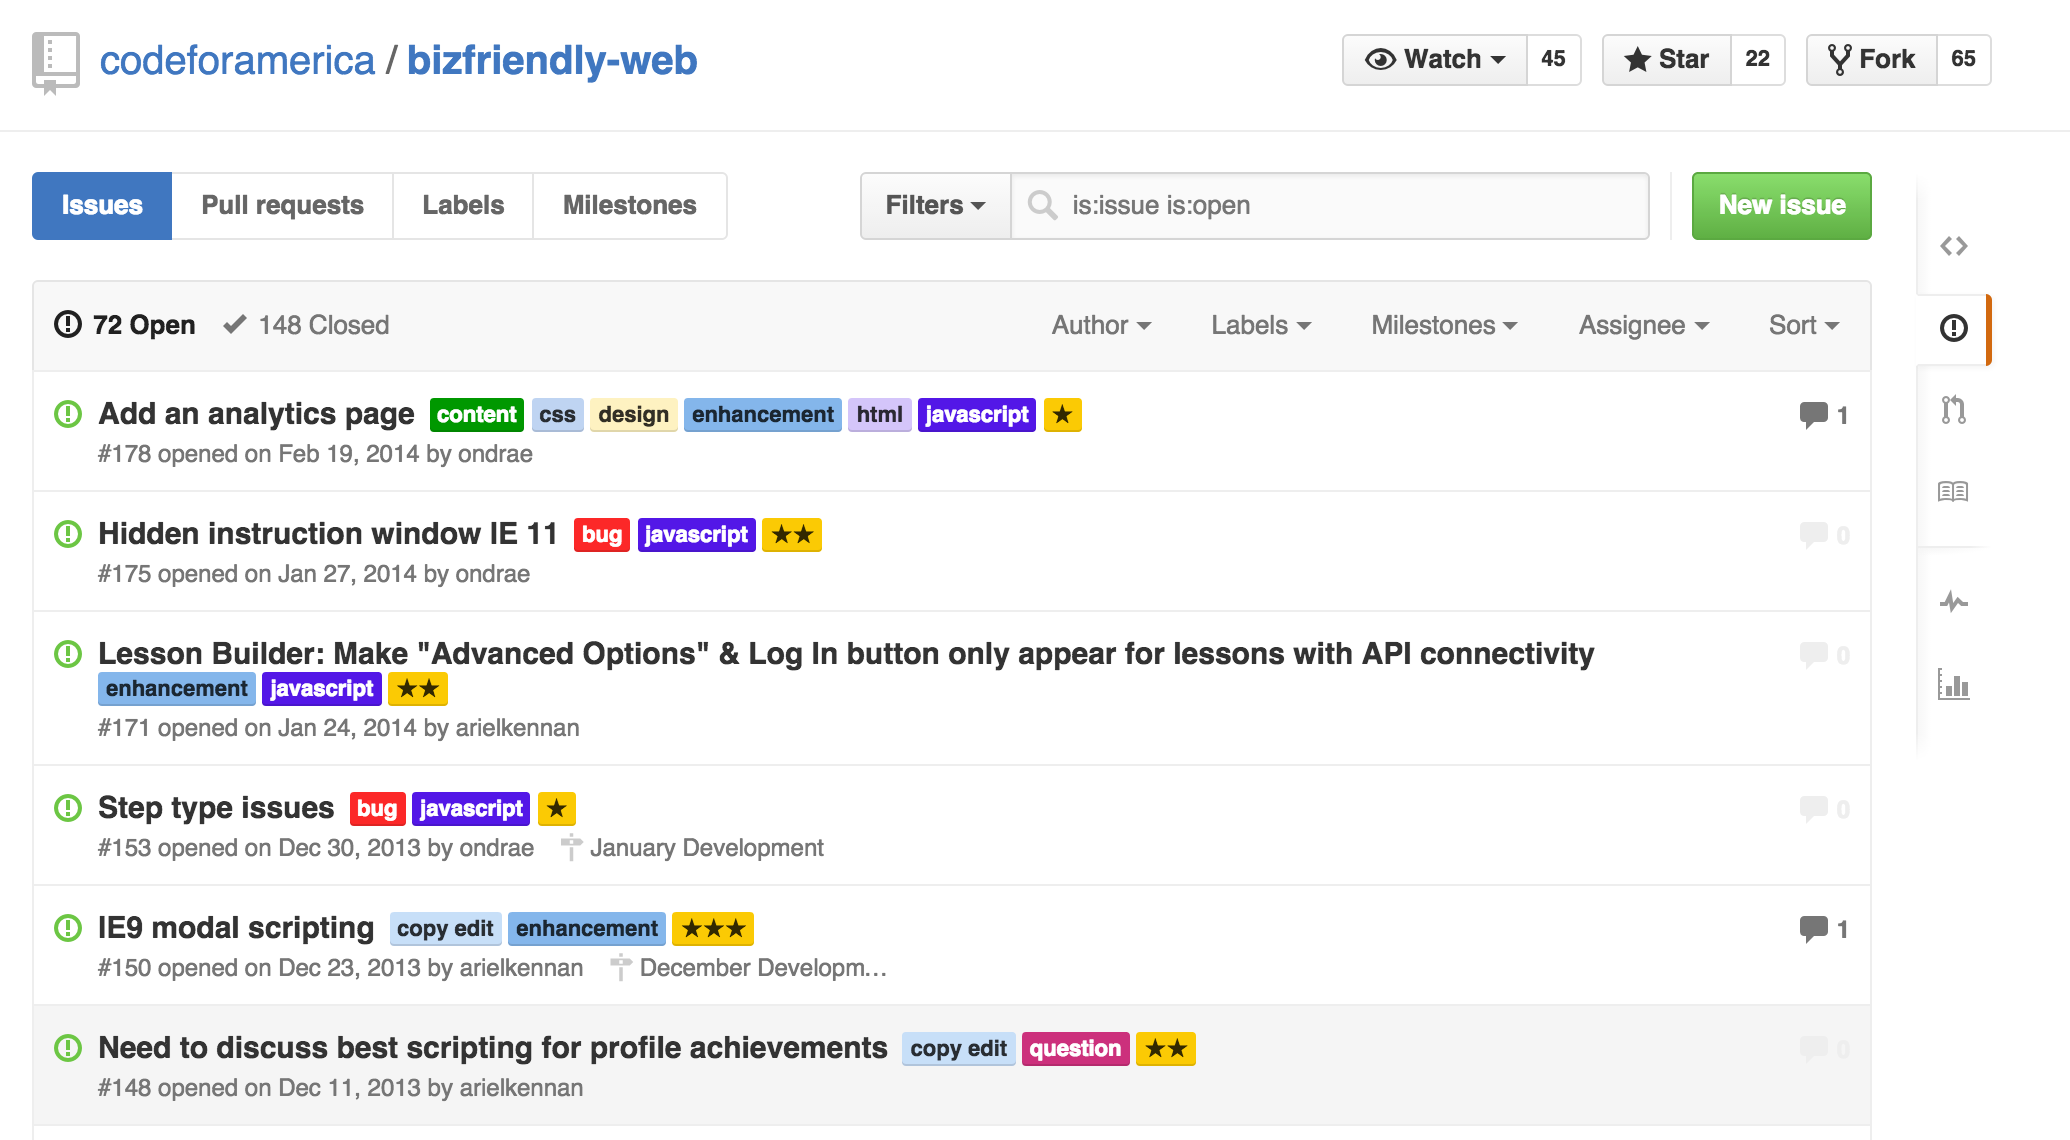 codeforamerica / bizfriendly-web
Watch 45 Star 22 Fork 65
Issues Pull requests Labels Milestones Filters is:issue is:open New issue
72 Open 148 Closed Author Labels Milestones Assignee Sort
Add an analytics page content css design enhancement html javascript ★ 1
#178 opened on Feb 19, 2014 by ondrae
Hidden instruction window IE 11 bug javascript ★★ 0
#175 opened on Jan 27, 2014 by ondrae
Lesson Builder: Make "Advanced Options" & Log In button only appear for lessons with API connectivity 0
enhancement javascript ★★
#171 opened on Jan 24, 2014 by arielkennan
Step type issues bug javascript ★ 0
#153 opened on Dec 30, 2013 by ondrae January Development
IE9 modal scripting copy edit enhancement ★★★ 1
#150 opened on Dec 23, 2013 by arielkennan December Developm…
Need to discuss best scripting for profile achievements copy edit question ★★ 0
#148 opened on Dec 11, 2013 by arielkennan